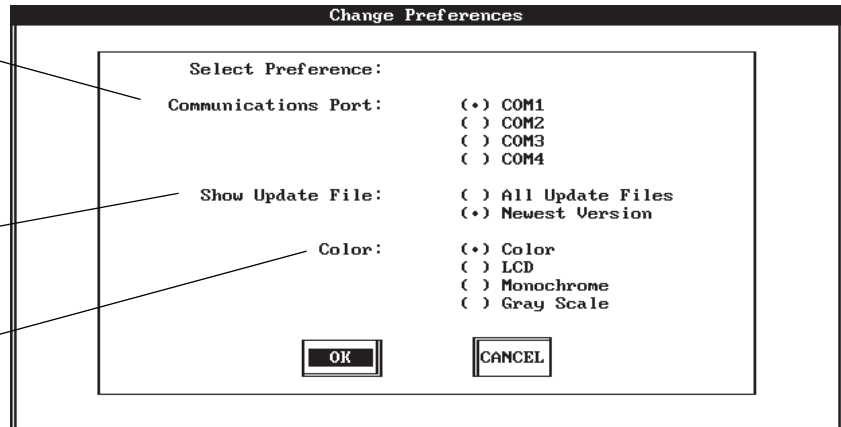 Change Preferences
Select Preference:
Communications Port: (•) COM1
( ) COM2
( ) COM3
( ) COM4
Show Update File: ( ) All Update Files
(•) Newest Version
Color: (•) Color
( ) LCD
( ) Monochrome
( ) Gray Scale
OK CANCEL